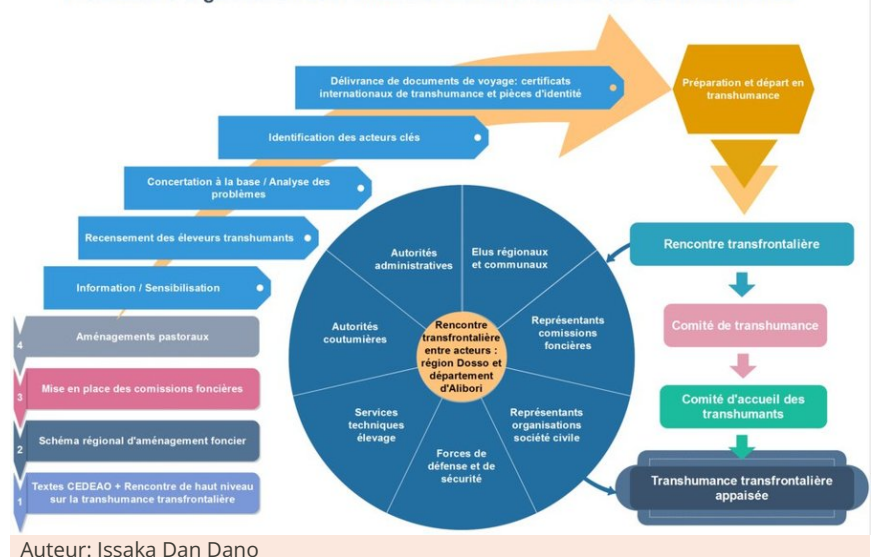 Délivrance de documents de voyage: certificats
internationaux de transhumance et pièces d'identité
Préparation et départ en
transhumance
Identification des acteurs clés
Concertation à la base / Analyse des
problèmes
Recensement des éleveurs transhumants
Information / Sensibilisation
4
Aménagements pastoraux
3
Mise en place des comissions foncières
2
Schéma régional d'aménagement foncier
1
Textes CEDEAO + Rencontre de haut niveau
sur la transhumance transfrontalière
Autorités
administratives
Elus régionaux
et communaux
Autorités
coutumières
Représentants
comissions
foncières
Rencontre
transfrontalière
entre acteurs :
région Dosso et
département
d'Alibori
Services
techniques
élevage
Représentants
organisations
société civile
Forces de
défense et de
sécurité
Rencontre transfrontalière
Comité de transhumance
Comité d'accueil des
transhumants
Transhumance transfrontalière
appaisée
Auteur: Issaka Dan Dano